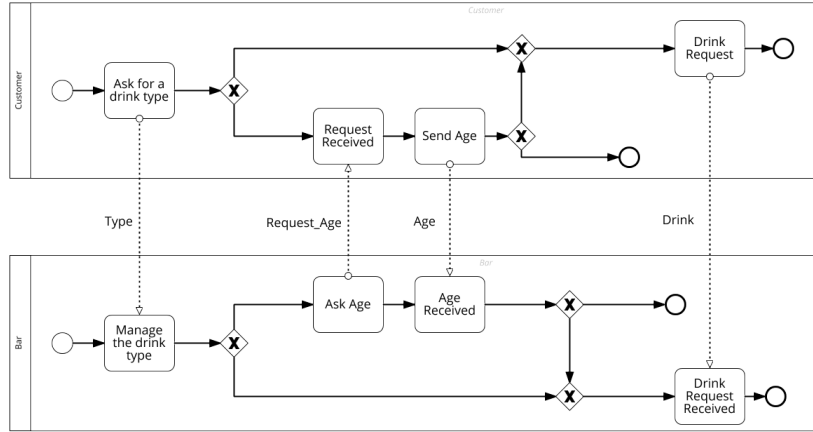 Customer
Customer
Ask for a
drink type
Drink
Request
Request
Received
Send Age
Type
Request_Age
Age
Drink
Bar
Bar
Manage
the drink
type
Ask Age
Age
Received
Drink
Request
Received